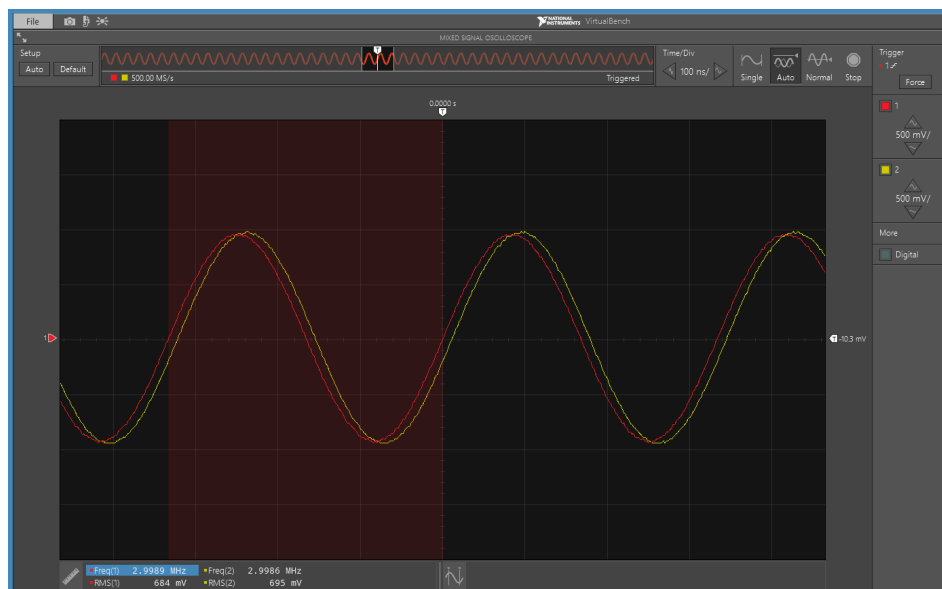 File
NATIONAL INSTRUMENTS VirtualBench
MIXED SIGNAL OSCILLOSCOPE
Setup
Auto Default
T
500.00 MS/s Triggered
Time/Div
100 ns/
Single Auto Normal Stop
Trigger
1
Force
0.0000 s
T
1
500 mV/
2
500 mV/
More
Digital
1
T -10.3 mV
Freq(1) 2.9989 MHz Freq(2) 2.9986 MHz
RMS(1) 684 mV RMS(2) 695 mV